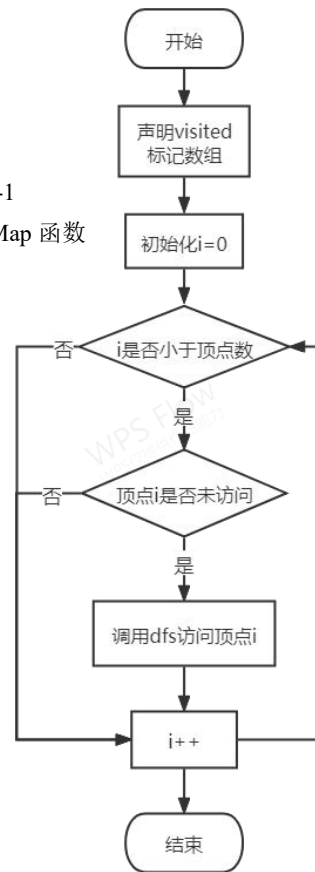 开始
声明visited
标记数组
-1
Map 函数
初始化i=0
i是否小于顶点数
否
是
WPS Flow
顶点i是否未访问
否
是
调用dfs访问顶点i
i++
结束